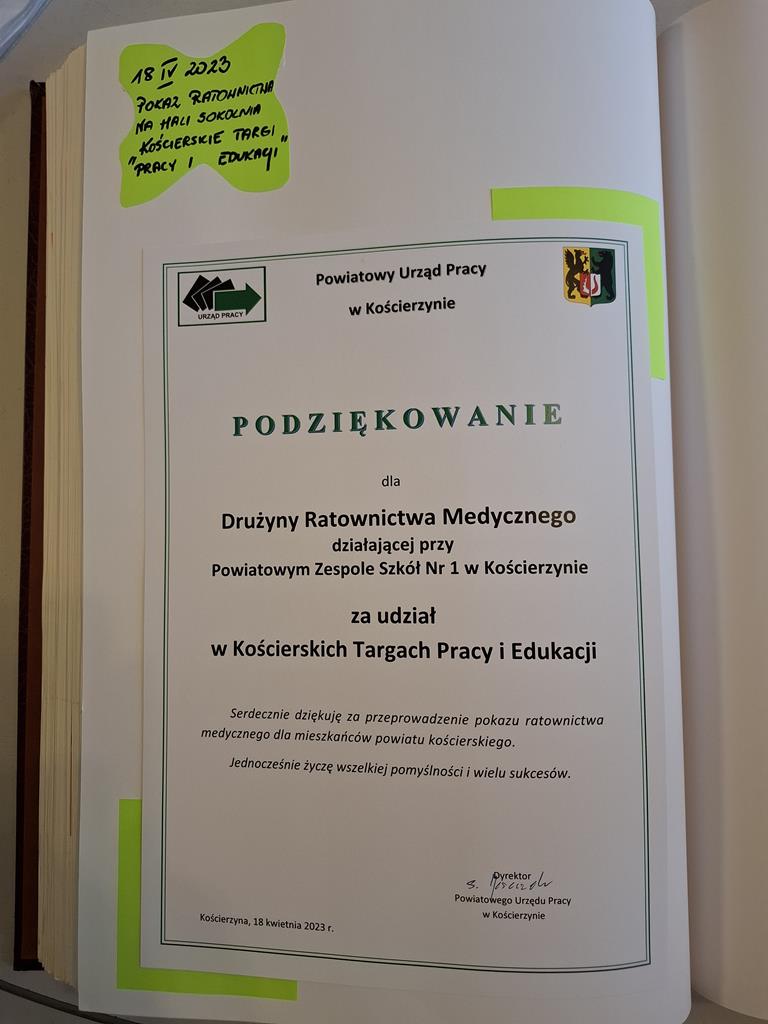 18 IV 2023
POKAZ RATOWNICTWA
NA HALI SOKOLNIA
KOŚCIERSKIE TARGI
"PRACY I EDUKACJI"
URZĄD PRACY
Powiatowy Urząd Pracy
w Kościerzynie
PODZIĘKOWANIE
dla
Drużyny Ratownictwa Medycznego
działającej przy
Powiatowym Zespole Szkół Nr 1 w Kościerzynie
za udział
w Kościerskich Targach Pracy i Edukacji
Serdecznie dziękuję za przeprowadzenie pokazu ratownictwa
medycznego dla mieszkańców powiatu kościerskiego.
Jednocześnie życzę wszelkiej pomyślności i wielu sukcesów.
Dyrektor
Powiatowego Urzędu Pracy
w Kościerzynie
Kościerzyna, 18 kwietnia 2023 r.